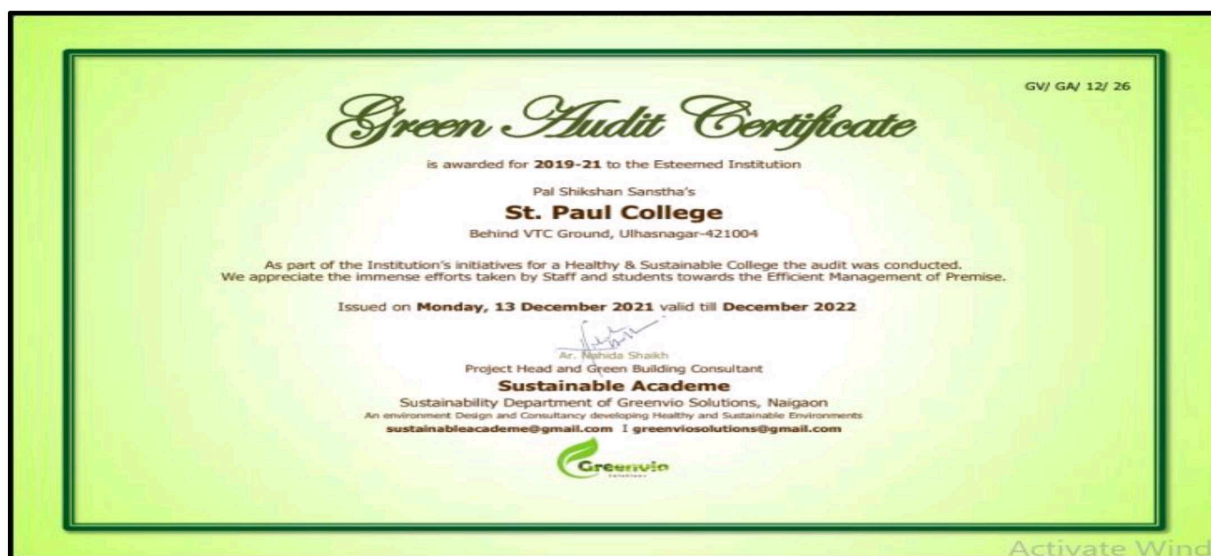 GV/ GA/ 12/ 26
Green Audit Certificate
is awarded for 2019-21 to the Esteemed Institution
Pal Shikshan Sanstha's
St. Paul College
Behind VTC Ground, Ulhasnagar-421004
As part of the Institution's initiatives for a Healthy & Sustainable College the audit was conducted.
We appreciate the immense efforts taken by Staff and students towards the Efficient Management of Premise.
Issued on Monday, 13 December 2021 valid till December 2022
Ar. Nahida Shaikh
Project Head and Green Building Consultant
Sustainable Academe
Sustainability Department of Greenvio Solutions, Naigaon
An environment Design and Consultancy developing Healthy and Sustainable Environments
sustainableacademe@gmail.com I greenviosolutions@gmail.com
Greenvio
Activate Wind